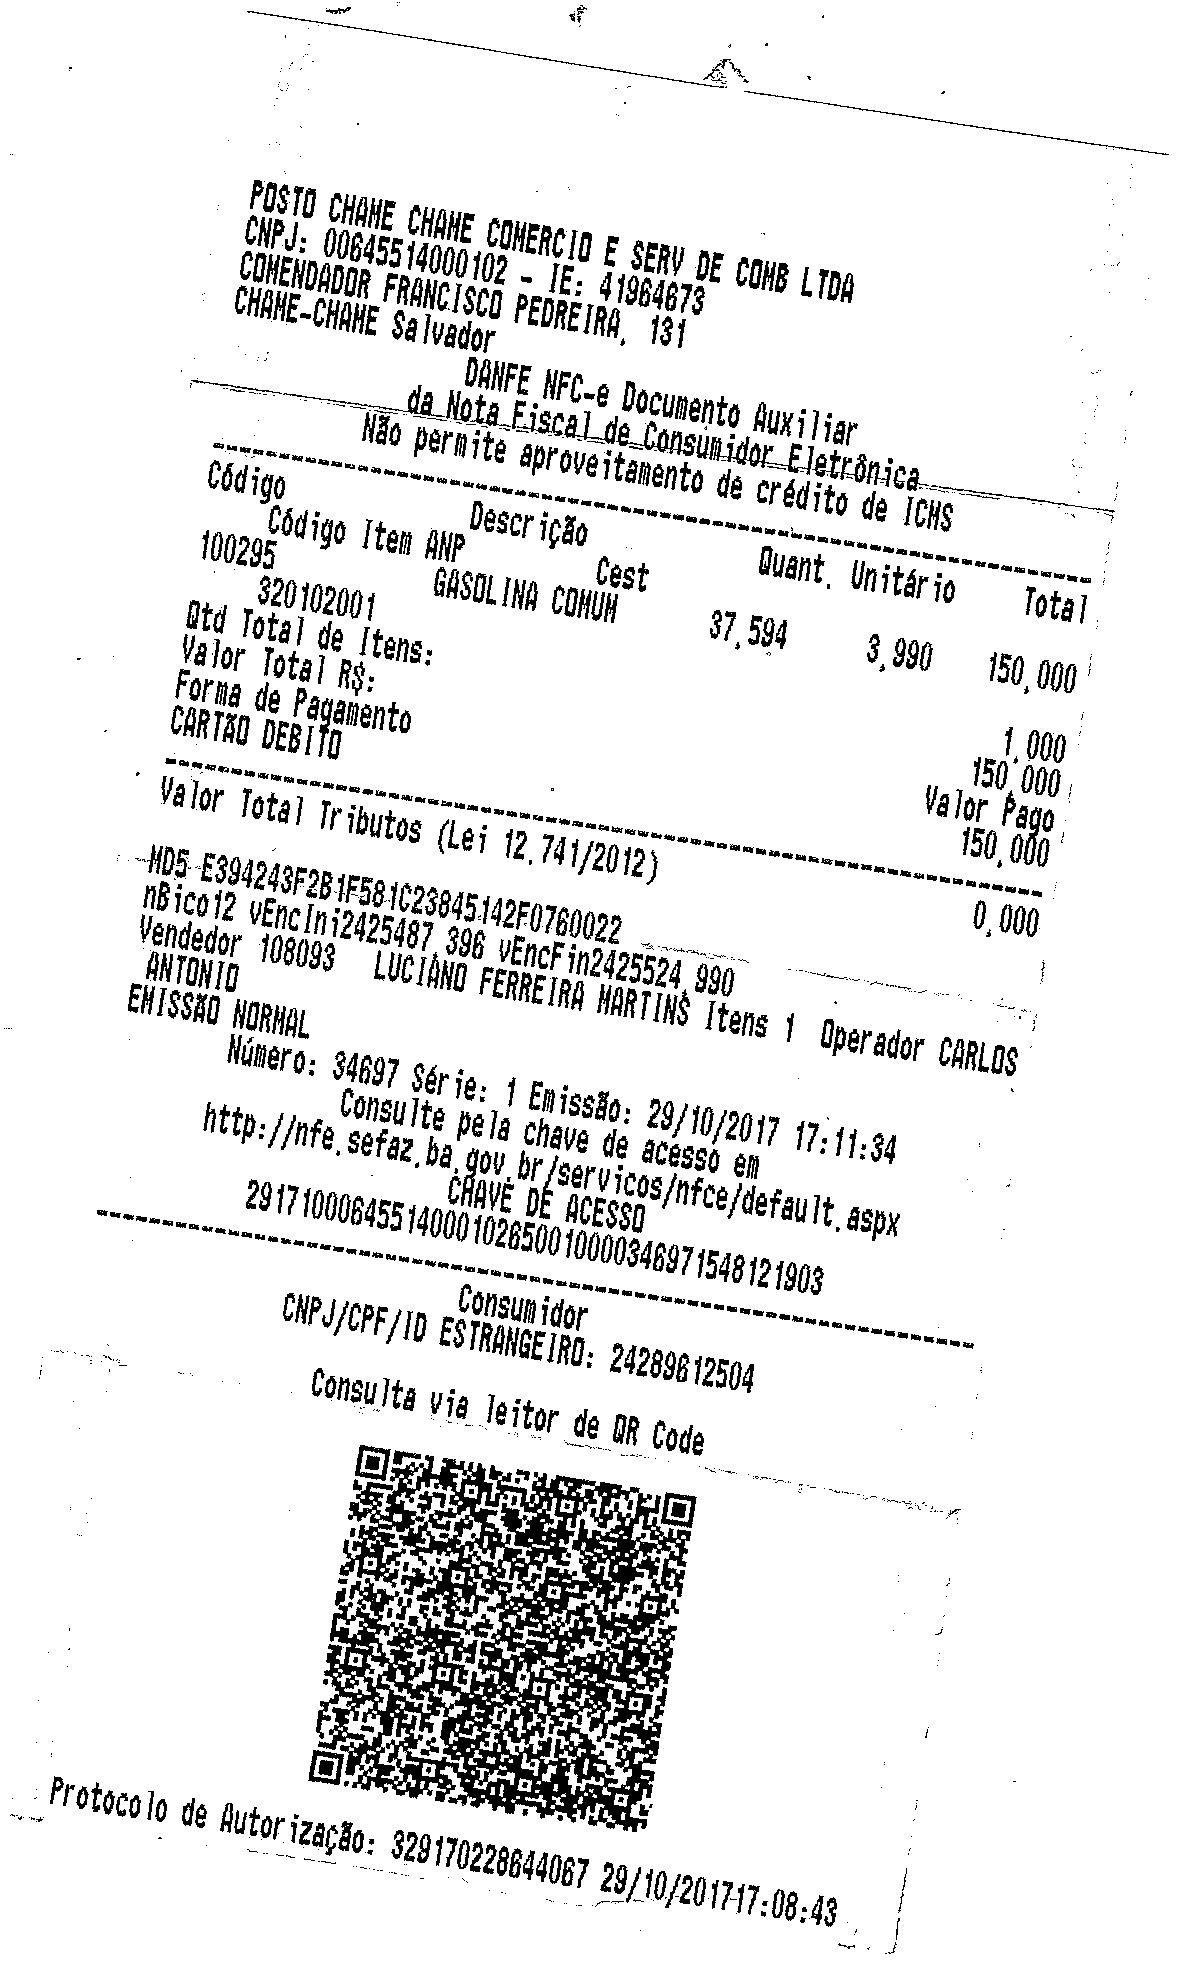 POSTO CHAME CHAME COMERCIO E SERV DE COMB LTDA
CNPJ: 00645514000102 - IE: 41964673
COMENDADOR FRANCISCO PEDREIRA, 131
CHAME-CHAME Salvador
DANFE NFC-e Documento Auxiliar
da Nota Fiscal de Consumidor Eletrônica
Não permite aproveitamento de crédito de ICMS
Código Descrição Quant. Unitário Total
Código Item ANP Cest
100295 GASOLINA COMUM 37,594 3,990 150,000
320102001
Qtd Total de Itens: 1,000
Valor Total R$: 150,000
Forma de Pagamento Valor Pago
CARTÃO DEBITO 150,000
Valor Total Tributos (Lei 12.741/2012) 0,000
MD5 E394243F2B1F581C23845142F0760022
nBico12 vEncIni2425487,396 vEncFin2425524,990
Vendedor 108093 LUCIANO FERREIRA MARTINS Itens 1 Operador CARLOS
ANTONIO
EMISSÃO NORMAL
Número: 34697 Série: 1 Emissão: 29/10/2017 17:11:34
Consulte pela chave de acesso em
http://nfe.sefaz.ba.gov.br/servicos/nfce/default.aspx
CHAVE DE ACESSO
29171000645514000102650010000346971548121903
Consumidor
CNPJ/CPF/ID ESTRANGEIRO: 24289612504
Consulta via leitor de QR Code
Protocolo de Autorização: 329170228644067 29/10/201717:08:43